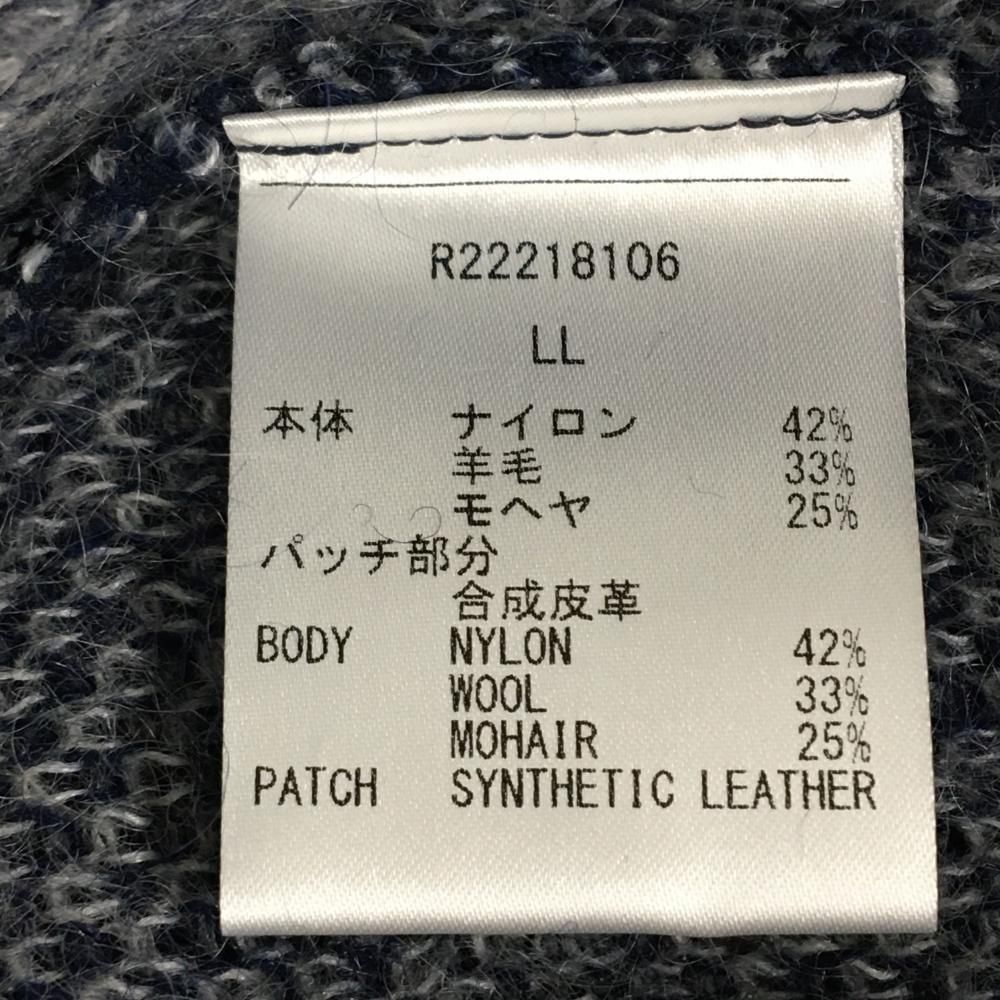 R22218106
LL
本体 ナイロン 42%
羊毛 33%
モヘヤ 25%
パッチ部分
合成皮革
BODY NYLON 42%
WOOL 33%
MOHAIR 25%
PATCH SYNTHETIC LEATHER